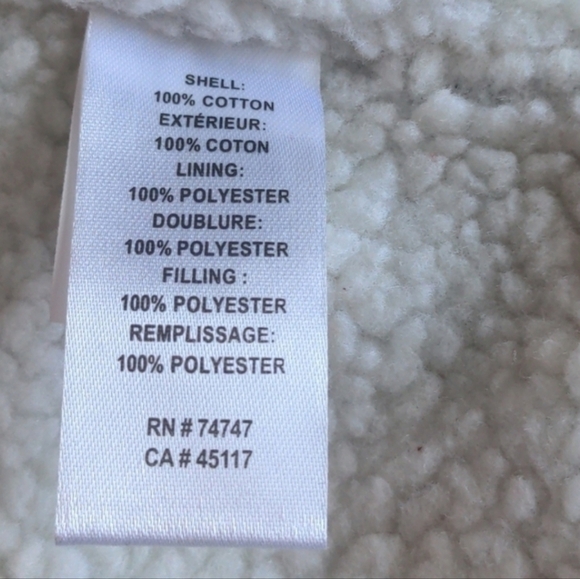 SHELL:
100% COTTON
EXTÉRIEUR:
100% COTON
LINING:
100% POLYESTER
DOUBLURE:
100% POLYESTER
FILLING :
100% POLYESTER
REMPLISSAGE:
100% POLYESTER
RN # 74747
CA # 45117